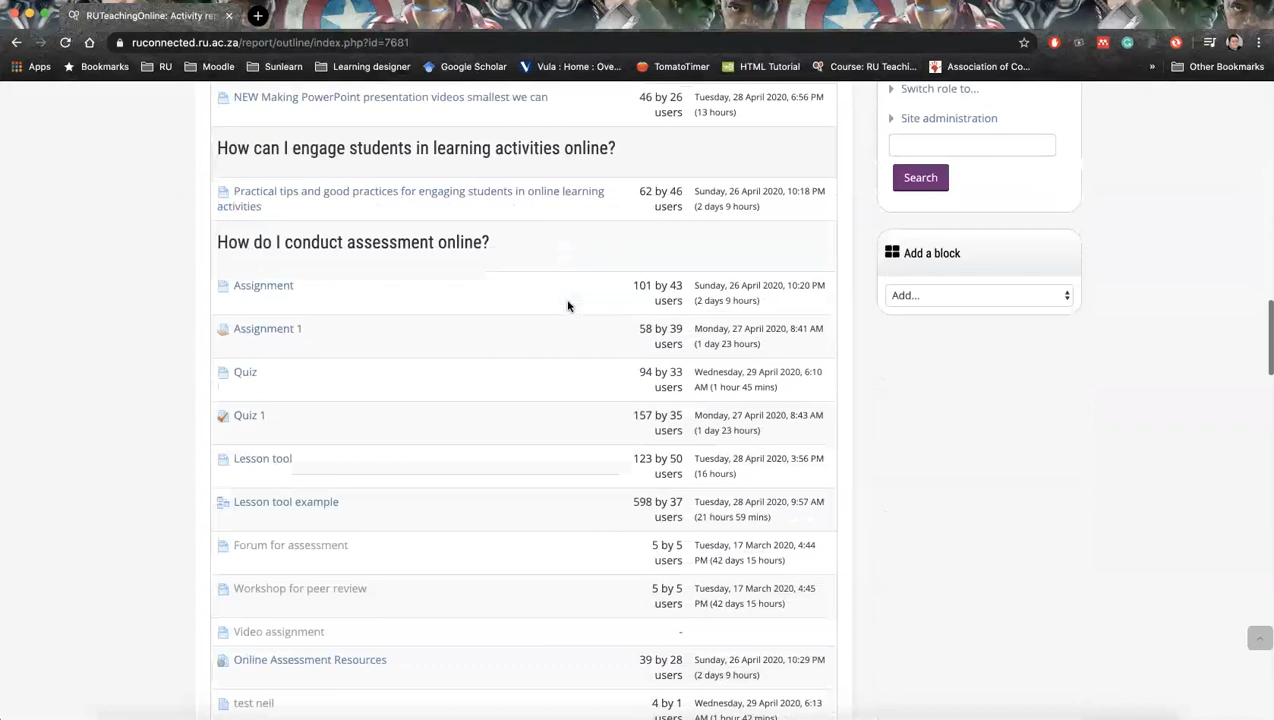 RUTeachingOnline: Activity rep
ruconnected.ru.ac.za/report/outline/index.php?id=7681
Apps Bookmarks RU Moodle Sunlearn Learning designer Google Scholar Vula : Home : Ove... TomatoTimer HTML Tutorial Course: RU Teachi... Association of Co... » Other Bookmarks
NEW Making PowerPoint presentation videos smallest we can
46 by 26
users
Tuesday, 28 April 2020, 6:56 PM
(13 hours)
How can I engage students in learning activities online?
Practical tips and good practices for engaging students in online learning
activities
62 by 46
users
Sunday, 26 April 2020, 10:18 PM
(2 days 9 hours)
How do I conduct assessment online?
Assignment
101 by 43
users
Sunday, 26 April 2020, 10:20 PM
(2 days 9 hours)
Assignment 1
58 by 39
users
Monday, 27 April 2020, 8:41 AM
(1 day 23 hours)
Quiz
94 by 33
users
Wednesday, 29 April 2020, 6:10
AM (1 hour 45 mins)
Quiz 1
157 by 35
users
Monday, 27 April 2020, 8:43 AM
(1 day 23 hours)
Lesson tool
123 by 50
users
Tuesday, 28 April 2020, 3:56 PM
(16 hours)
Lesson tool example
598 by 37
users
Tuesday, 28 April 2020, 9:57 AM
(21 hours 59 mins)
Forum for assessment
5 by 5
users
Tuesday, 17 March 2020, 4:44
PM (42 days 15 hours)
Workshop for peer review
5 by 5
users
Tuesday, 17 March 2020, 4:45
PM (42 days 15 hours)
Video assignment
-
Online Assessment Resources
39 by 28
users
Sunday, 26 April 2020, 10:29 PM
(2 days 9 hours)
test neil
4 by 1
users
Wednesday, 29 April 2020, 6:13
AM (1 hour 42 mins)
Switch role to...
Site administration
Search
Add a block
Add...